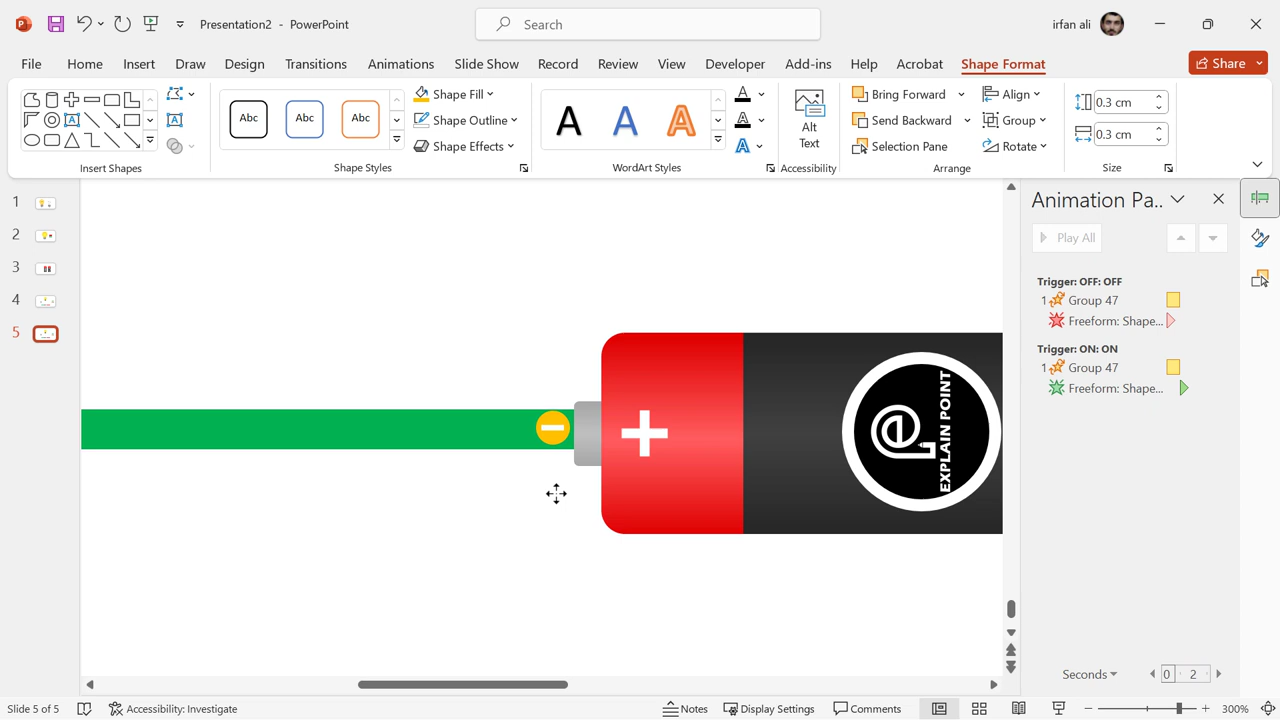 Presentation2 - PowerPoint
Search
irfan ali
File Home Insert Draw Design Transitions Animations Slide Show Record Review View Developer Add-ins Help Acrobat Shape Format
Share
Abc Abc Abc
Shape Fill
Shape Outline
Shape Effects
A A A
Alt
Text
Bring Forward
Send Backward
Selection Pane
Align
Group
Rotate
0.3 cm
0.3 cm
Insert Shapes
Shape Styles
WordArt Styles
Accessibility
Arrange
Size
1
2
3
4
5
EXPLAIN POINT
Animation Pa..
Play All
Trigger: OFF: OFF
1 Group 47
Freeform: Shape...
Trigger: ON: ON
1 Group 47
Freeform: Shape...
Seconds
0 2
Slide 5 of 5
Accessibility: Investigate
Notes
Display Settings
Comments
300%